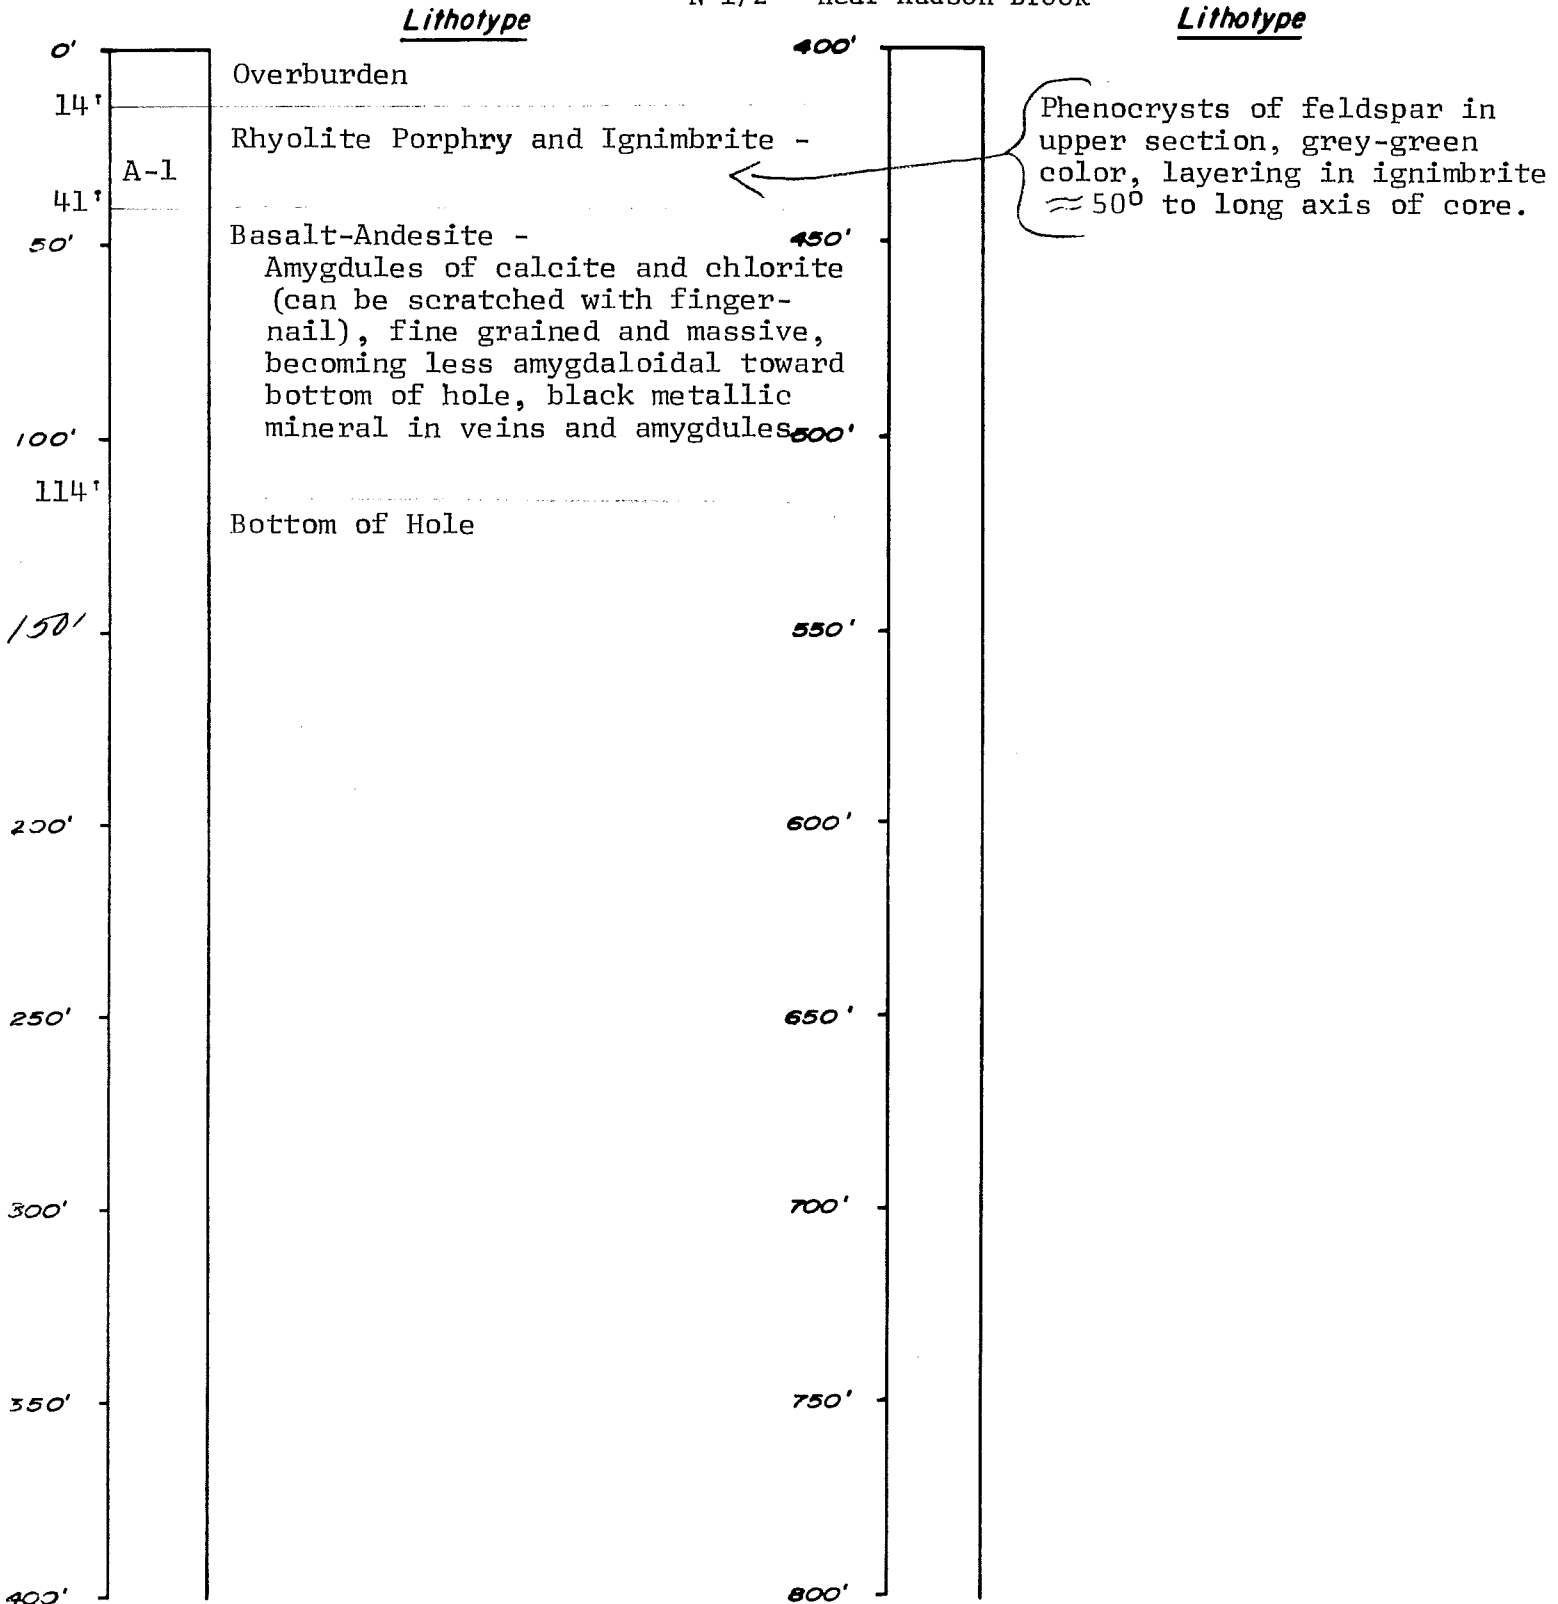 Lithotype
Lithotype
0'
Overburden
14'
Rhyolite Porphry and Ignimbrite -
A-1
41'
50'
Basalt-Andesite -
Amygdules of calcite and chlorite
(can be scratched with finger-
nail), fine grained and massive,
becoming less amygdaloidal toward
bottom of hole, black metallic
mineral in veins and amygdules
100'
114'
Bottom of Hole
150'
200'
250'
300'
350'
400'
400'
Phenocrysts of feldspar in
upper section, grey-green
color, layering in ignimbrite
≈ 50° to long axis of core.
450'
500'
550'
600'
650'
700'
750'
800'